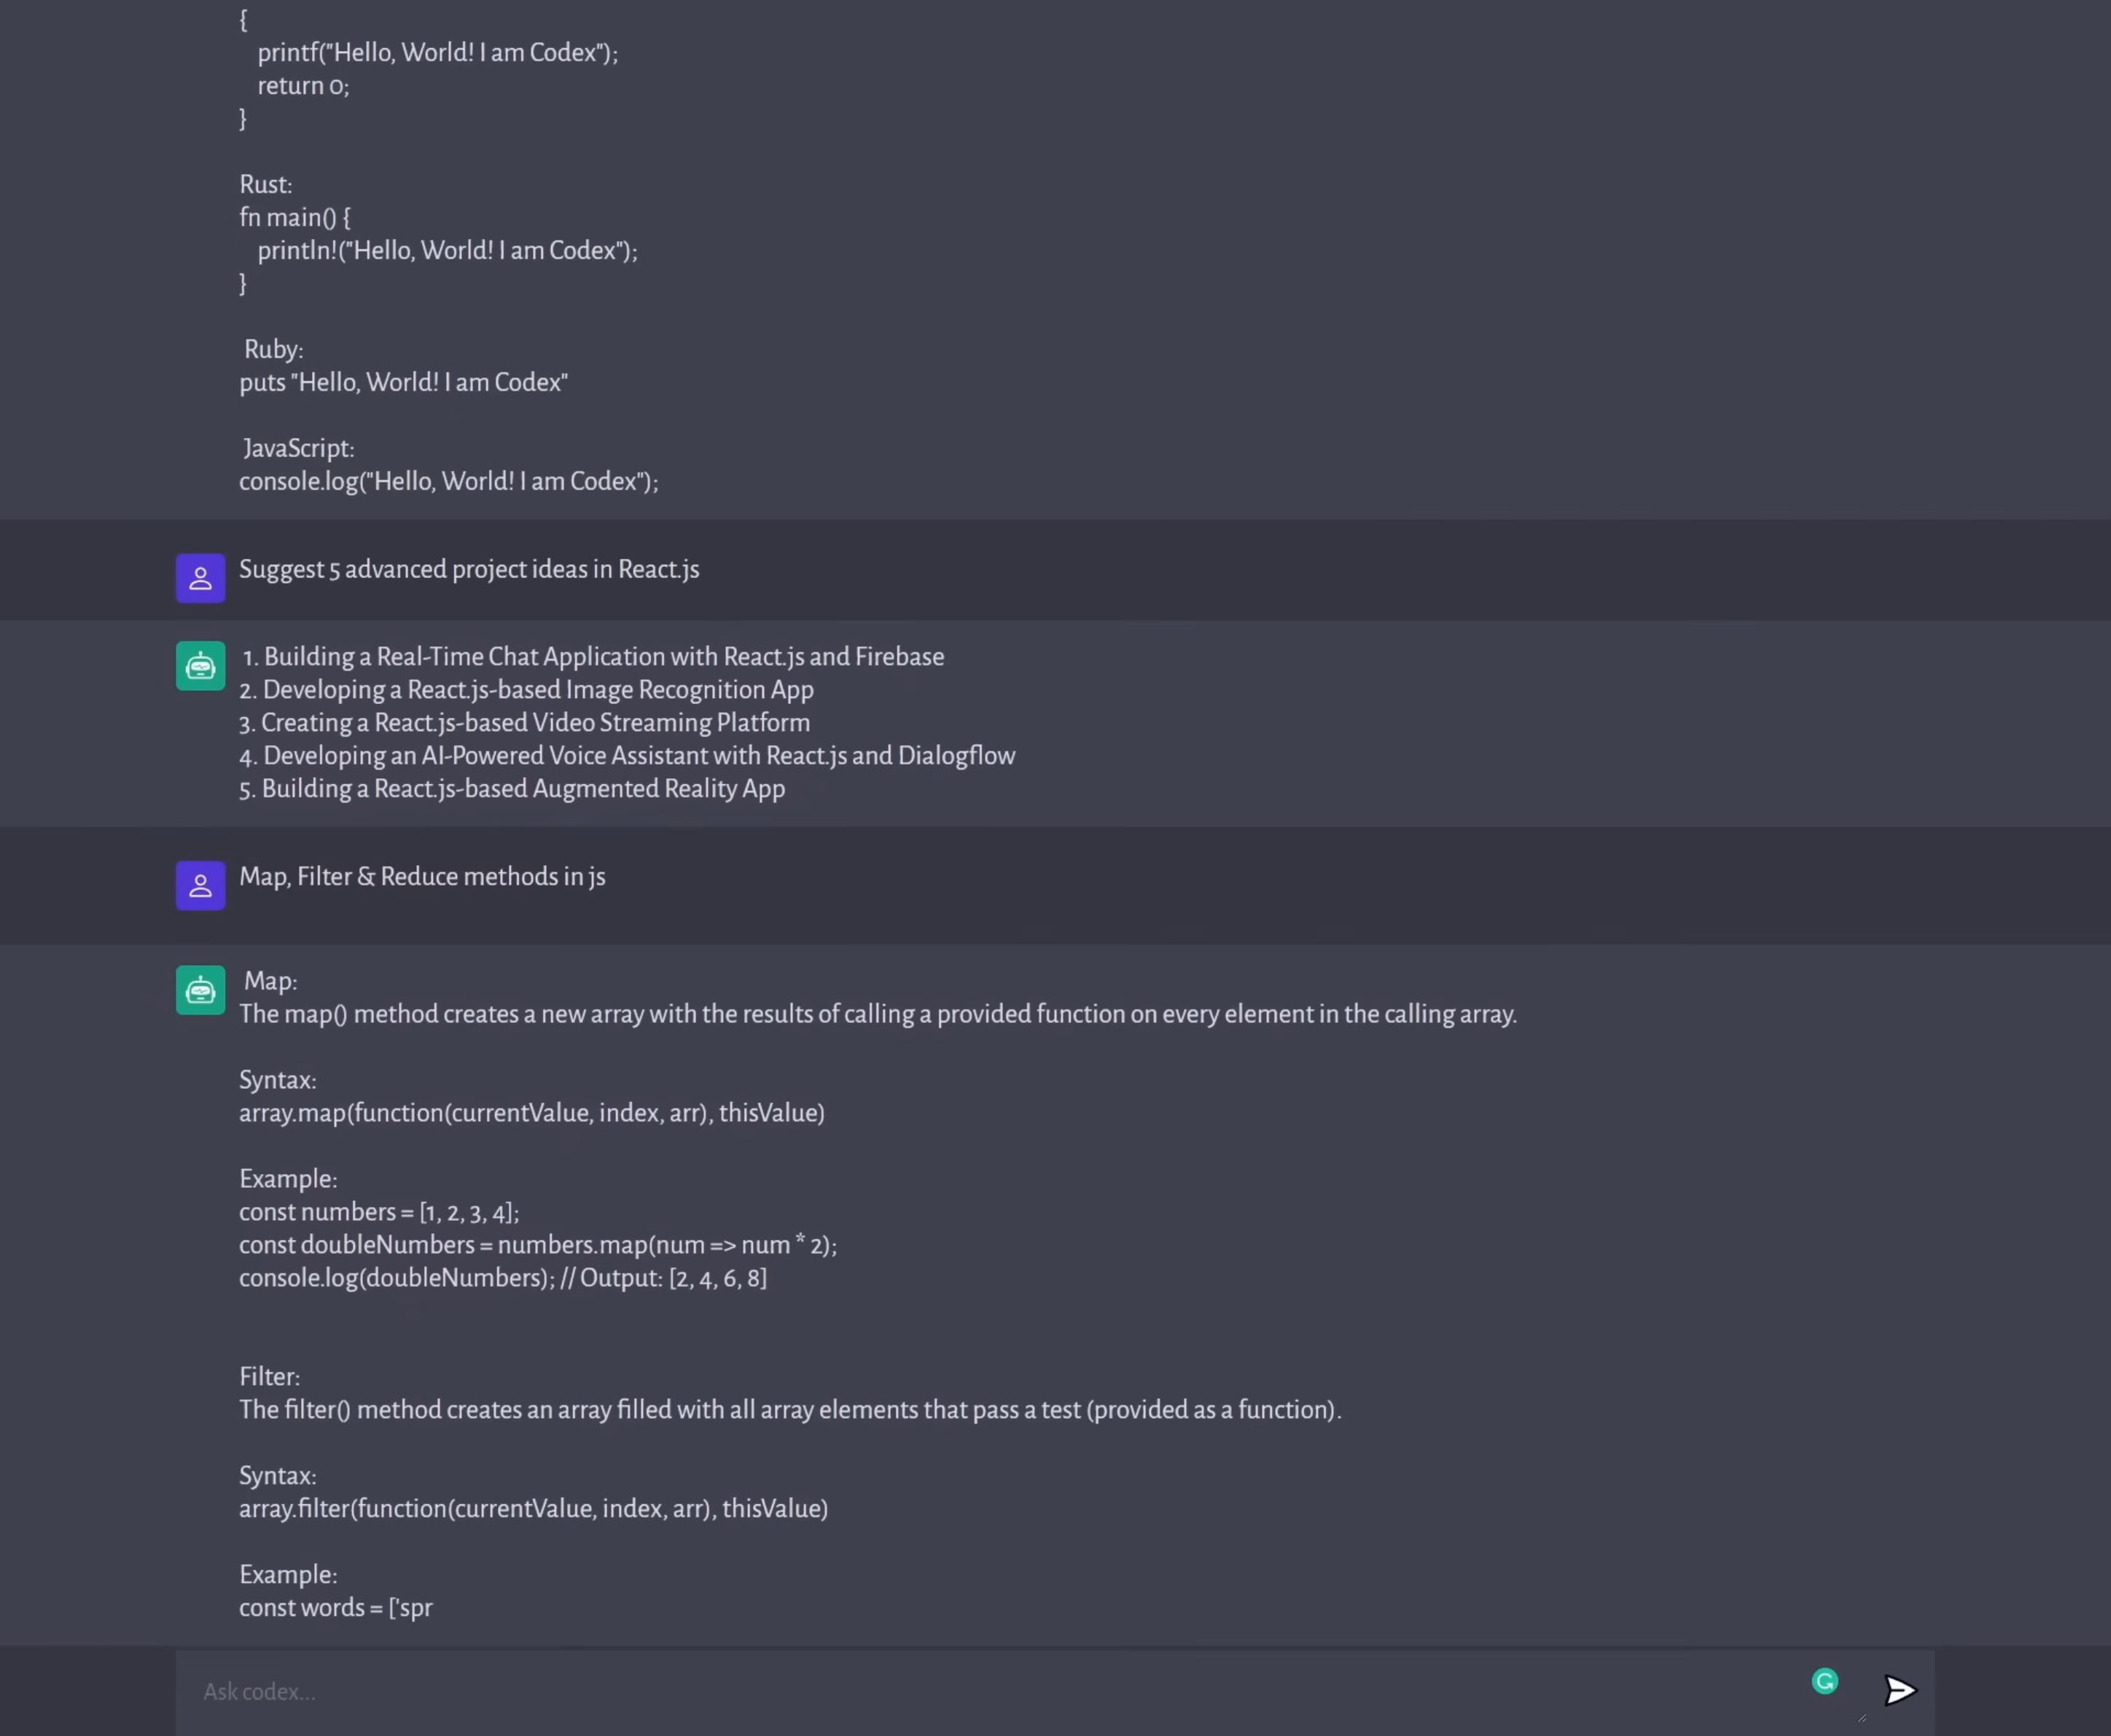 {
printf("Hello, World! I am Codex");
return 0;
}
Rust:
fn main() {
println!("Hello, World! I am Codex");
}
Ruby:
puts "Hello, World! I am Codex"
JavaScript:
console.log("Hello, World! I am Codex");
Suggest 5 advanced project ideas in React.js
1. Building a Real-Time Chat Application with React.js and Firebase
2. Developing a React.js-based Image Recognition App
3. Creating a React.js-based Video Streaming Platform
4. Developing an AI-Powered Voice Assistant with React.js and Dialogflow
5. Building a React.js-based Augmented Reality App
Map, Filter & Reduce methods in js
Map:
The map() method creates a new array with the results of calling a provided function on every element in the calling array.
Syntax:
array.map(function(currentValue, index, arr), thisValue)
Example:
const numbers = [1, 2, 3, 4];
const doubleNumbers = numbers.map(num => num * 2);
console.log(doubleNumbers); // Output: [2, 4, 6, 8]
Filter:
The filter() method creates an array filled with all array elements that pass a test (provided as a function).
Syntax:
array.filter(function(currentValue, index, arr), thisValue)
Example:
const words = ['spr
Ask codex...